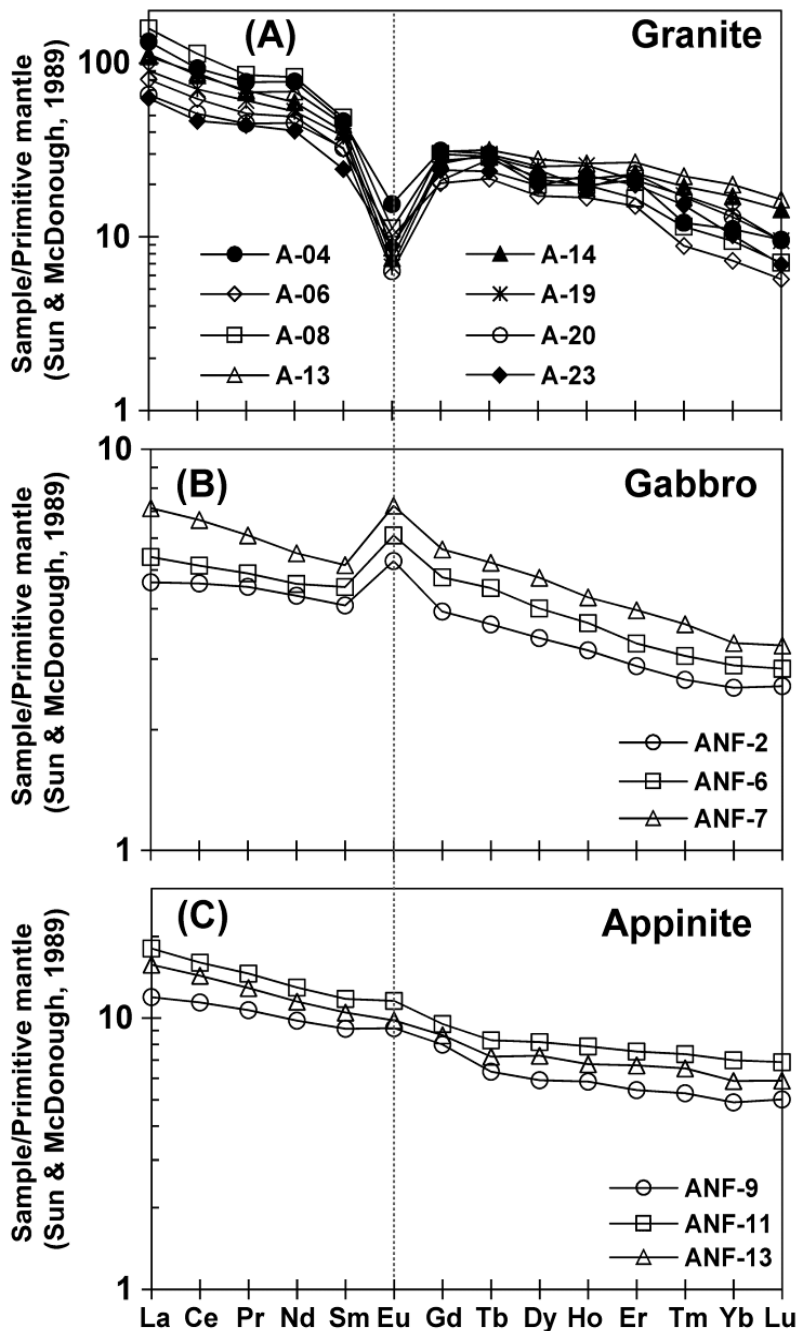 (A)
Granite
100
10
1
Sample/Primitive mantle
(Sun & McDonough, 1989)
A-04
A-06
A-08
A-13
A-14
A-19
A-20
A-23
10
(B)
Gabbro
1
Sample/Primitive mantle
(Sun & McDonough, 1989)
ANF-2
ANF-6
ANF-7
(C)
Appinite
10
1
Sample/Primitive mantle
(Sun & McDonough, 1989)
ANF-9
ANF-11
ANF-13
La Ce Pr Nd Sm Eu Gd Tb Dy Ho Er Tm Yb Lu